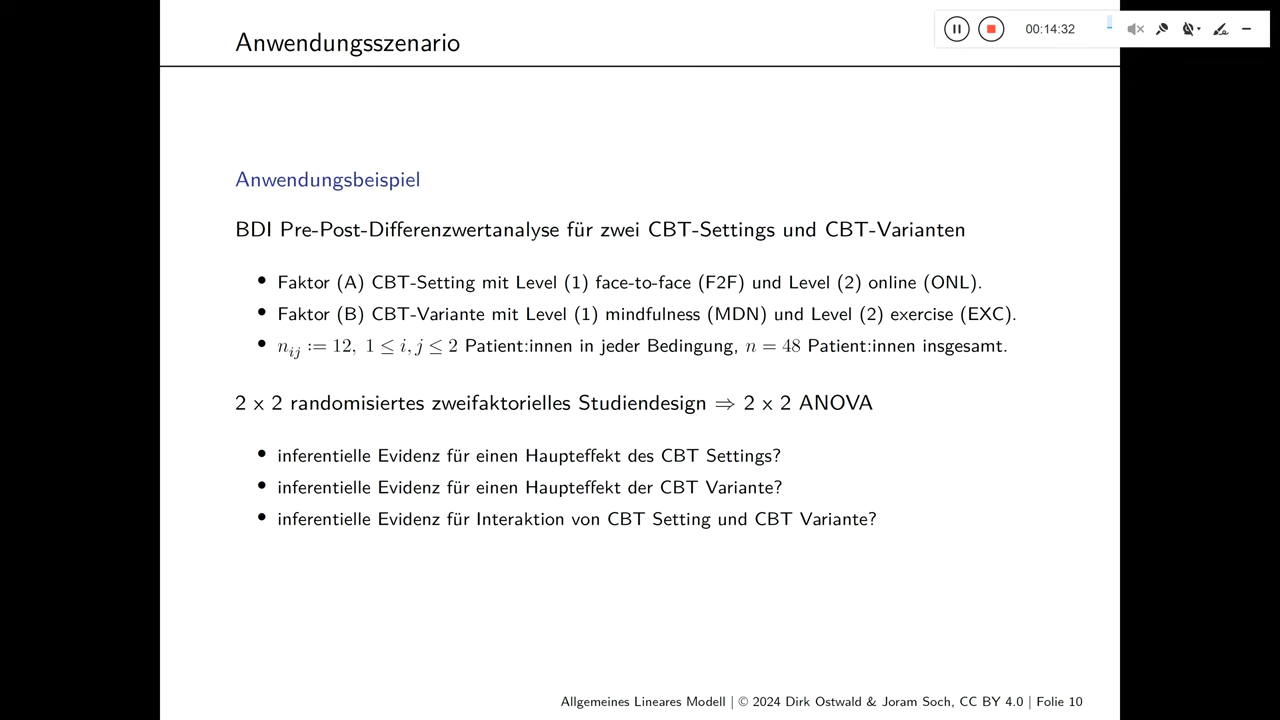 Anwendungsszenario
00:14:32
Anwendungsbeispiel
BDI Pre-Post-Differenzwertanalyse für zwei CBT-Settings und CBT-Varianten
• Faktor (A) CBT-Setting mit Level (1) face-to-face (F2F) und Level (2) online (ONL).
• Faktor (B) CBT-Variante mit Level (1) mindfulness (MDN) und Level (2) exercise (EXC).
• n_{ij} := 12, 1 ≤ i, j ≤ 2 Patient:innen in jeder Bedingung, n = 48 Patient:innen insgesamt.
2 x 2 randomisiertes zweifaktorielles Studiendesign ⇒ 2 x 2 ANOVA
• inferentielle Evidenz für einen Haupteffekt des CBT Settings?
• inferentielle Evidenz für einen Haupteffekt der CBT Variante?
• inferentielle Evidenz für Interaktion von CBT Setting und CBT Variante?
Allgemeines Lineares Modell | © 2024 Dirk Ostwald & Joram Soch, CC BY 4.0 | Folie 10